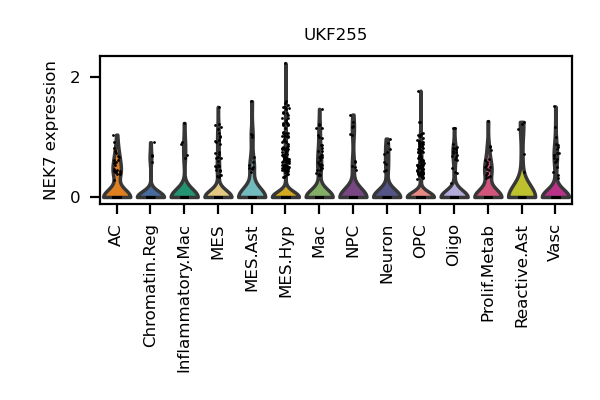 UKF255
NEK7 expression
2
0
AC
Chromatin.Reg
Inflammatory.Mac
MES
MES.Ast
MES.Hyp
Mac
NPC
Neuron
OPC
Oligo
Prolif.Metab
Reactive.Ast
Vasc